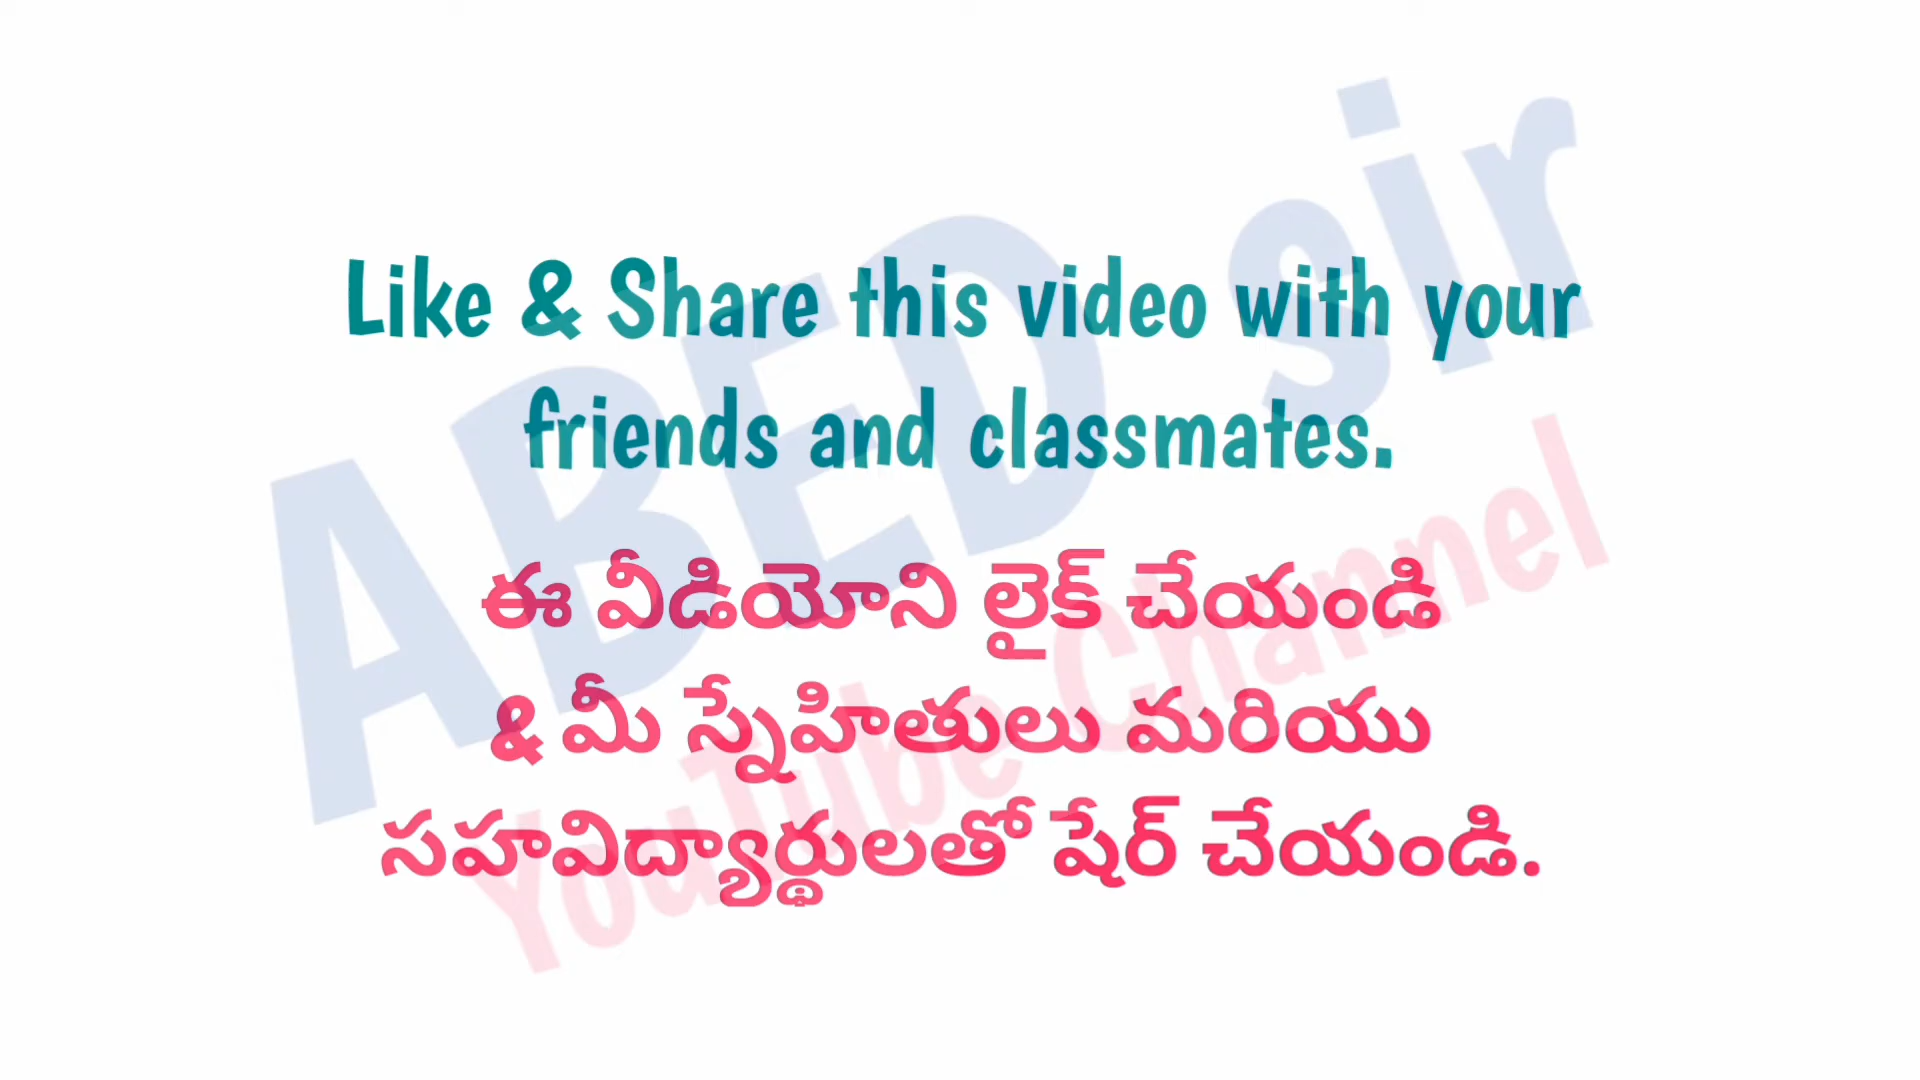 Like & Share this video with your
friends and classmates.
ఈ వీడియోని లైక్ చేయండి
& మీ స్నేహితులు మరియు
సహవిద్యార్థులతో షేర్ చేయండి.
ABED sir
YouTube Channel